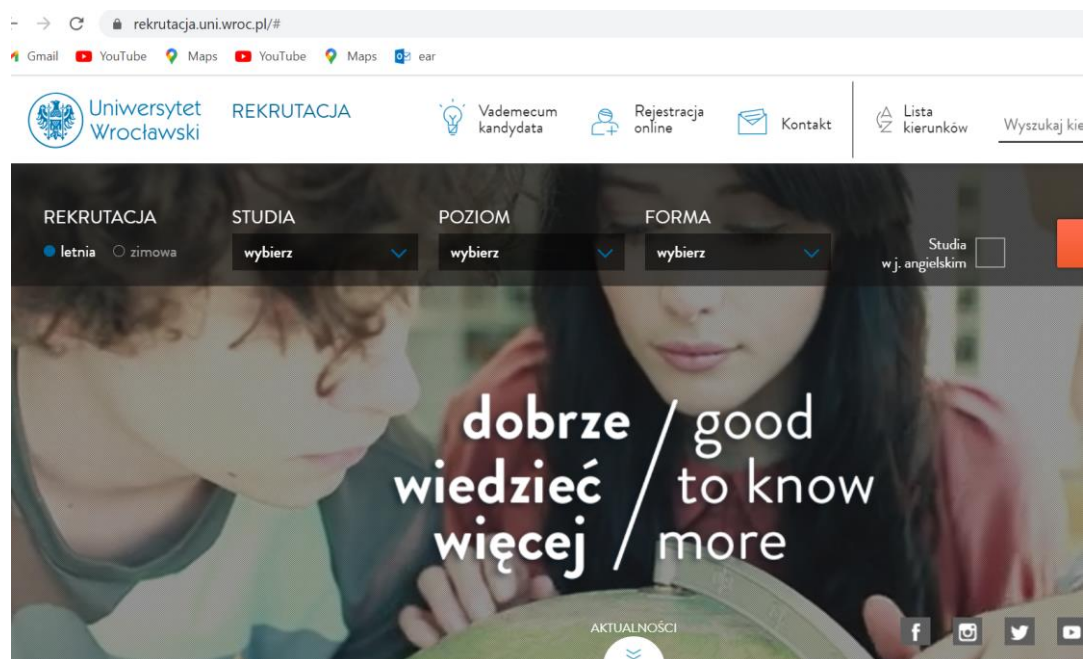 rekrutacja.uni.wroc.pl/#
Gmail YouTube Maps YouTube Maps ear
Uniwersytet
Wrocławski
REKRUTACJA
Vademecum
kandydata
Rejestracja
online
Kontakt
Lista
kierunków
Wyszukaj kie
REKRUTACJA STUDIA POZIOM FORMA
letnia zimowa wybierz wybierz wybierz
Studia
w j. angielskim
dobrze / good
wiedzieć / to know
więcej / more
AKTUALNOŚCI